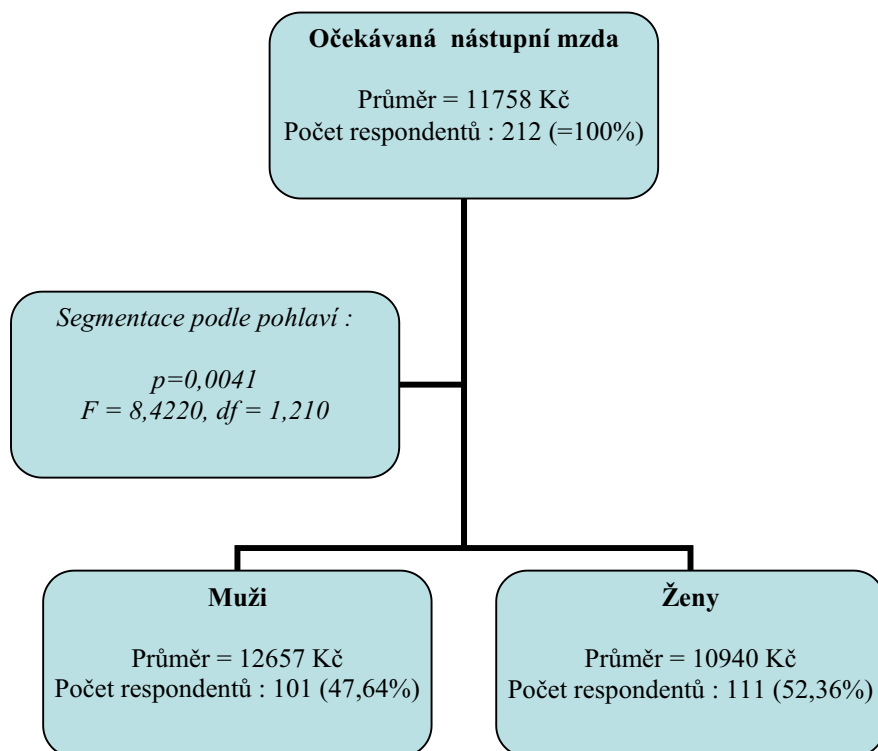 Očekávaná nástupní mzda
Průměr = 11758 Kč
Počet respondentů : 212 (=100%)
Segmentace podle pohlaví :
p=0,0041
F = 8,4220, df = 1,210
Muži
Průměr = 12657 Kč
Počet respondentů : 101 (47,64%)
Ženy
Průměr = 10940 Kč
Počet respondentů : 111 (52,36%)